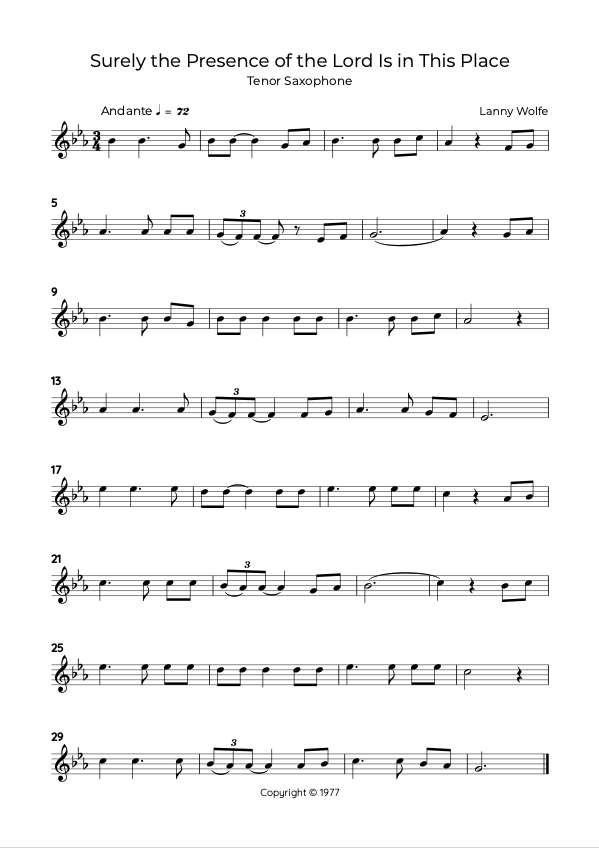 Surely the Presence of the Lord Is in This Place
Tenor Saxophone
Andante ♩ = 72
Lanny Wolfe
3
4
5
3
9
13
3
17
21
3
25
29
3
Copyright © 1977